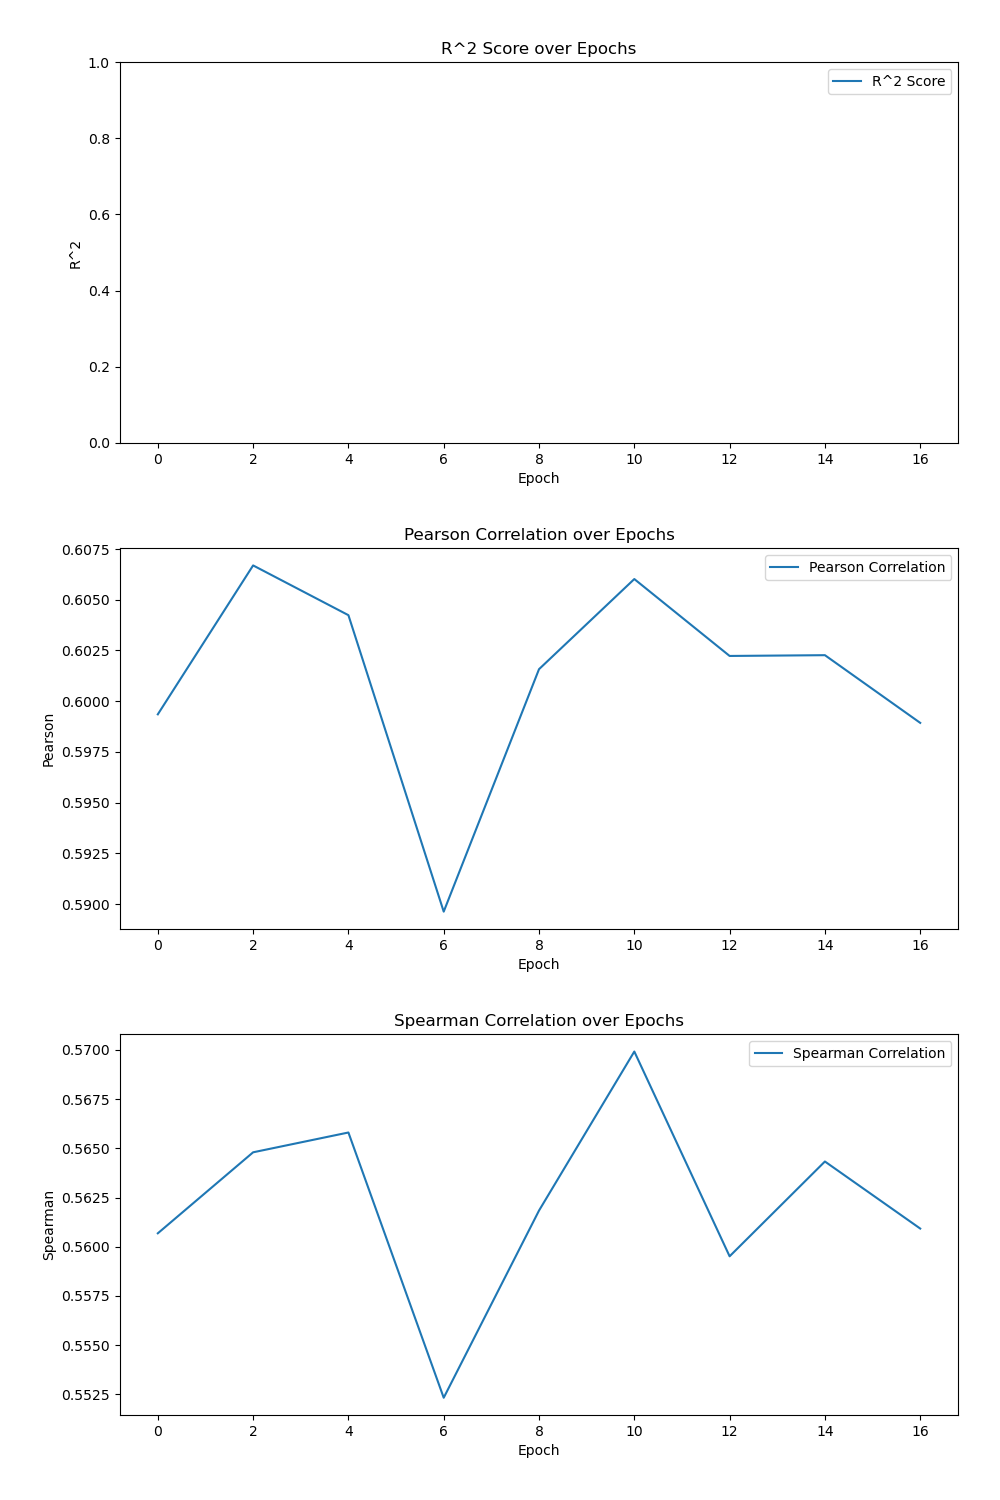 R^2 Score over Epochs
R^2 Score
1.0
0.8
0.6
0.4
0.2
0.0
R^2
0 2 4 6 8 10 12 14 16
Epoch
Pearson Correlation over Epochs
Pearson Correlation
0.6075
0.6050
0.6025
0.6000
0.5975
0.5950
0.5925
0.5900
Pearson
0 2 4 6 8 10 12 14 16
Epoch
Spearman Correlation over Epochs
Spearman Correlation
0.5700
0.5675
0.5650
0.5625
0.5600
0.5575
0.5550
0.5525
Spearman
0 2 4 6 8 10 12 14 16
Epoch